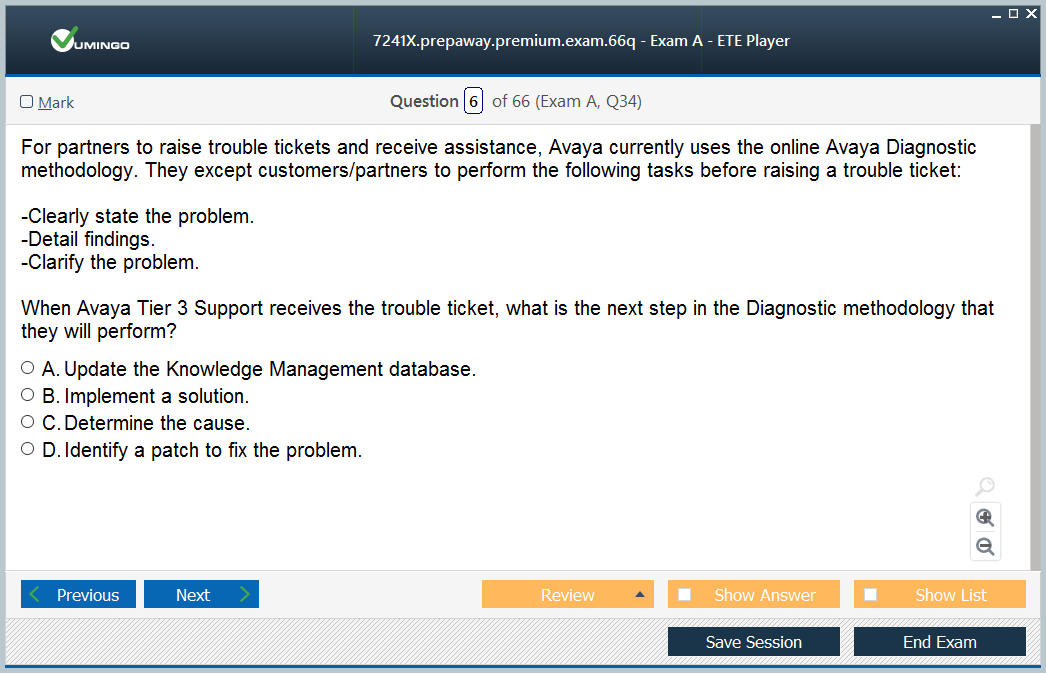 VUMINGO
7241X.prepaway.premium.exam.66q - Exam A - ETE Player
Mark
Question 6 of 66 (Exam A, Q34)
For partners to raise trouble tickets and receive assistance, Avaya currently uses the online Avaya Diagnostic
methodology. They except customers/partners to perform the following tasks before raising a trouble ticket:
-Clearly state the problem.
-Detail findings.
-Clarify the problem.
When Avaya Tier 3 Support receives the trouble ticket, what is the next step in the Diagnostic methodology that
they will perform?
A. Update the Knowledge Management database.
B. Implement a solution.
C. Determine the cause.
D. Identify a patch to fix the problem.
Previous
Next
Review
Show Answer
Show List
Save Session
End Exam